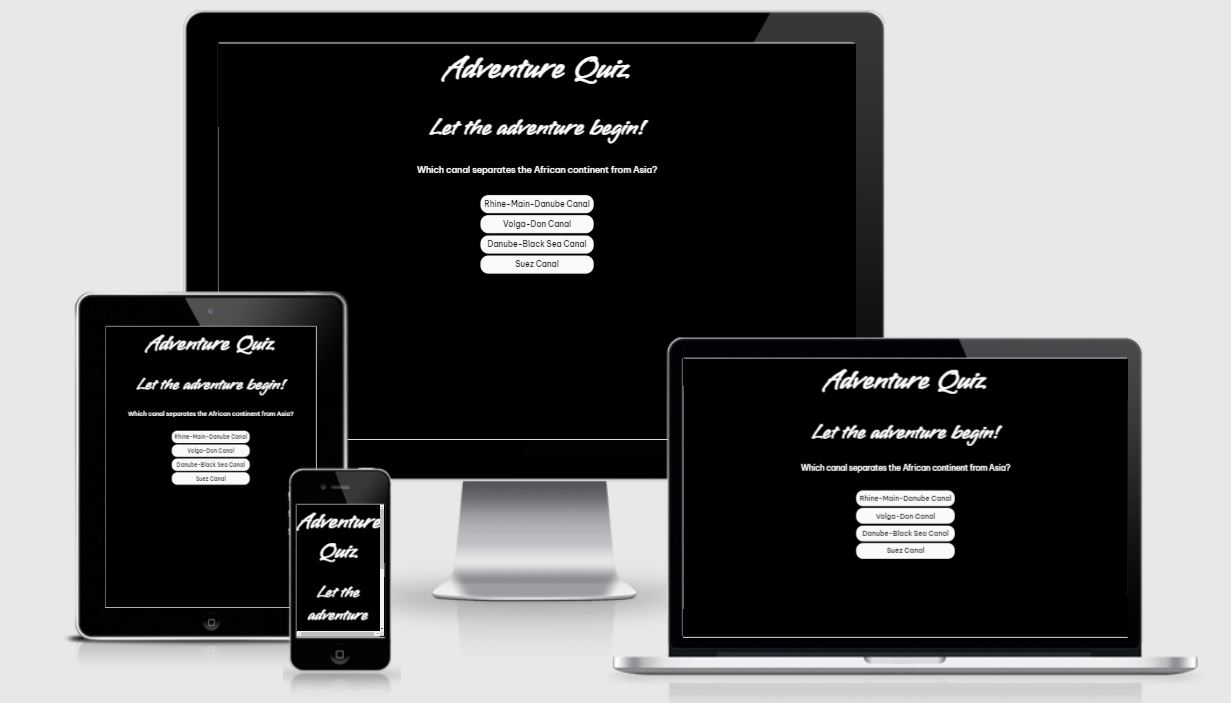 Adventure Quiz
Let the adventure begin!
Which canal separates the African continent from Asia?
Rhine-Main-Danube Canal
Volga-Don Canal
Danube-Black Sea Canal
Suez Canal
Adventure Quiz
Let the adventure begin!
Which canal separates the African continent from Asia?
Rhine-Main-Danube Canal
Volga-Don Canal
Danube-Black Sea Canal
Suez Canal
Adventure
Quiz
Let the
adventure
Adventure Quiz
Let the adventure begin!
Which canal separates the African continent from Asia?
Rhine-Main-Danube Canal
Volga-Don Canal
Danube-Black Sea Canal
Suez Canal